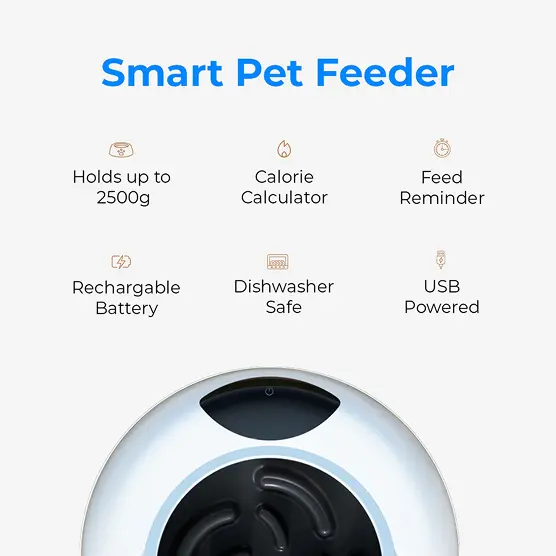 Smart Pet Feeder
Holds up to
2500g
Calorie
Calculator
Feed
Reminder
Rechargable
Battery
Dishwasher
Safe
USB
Powered